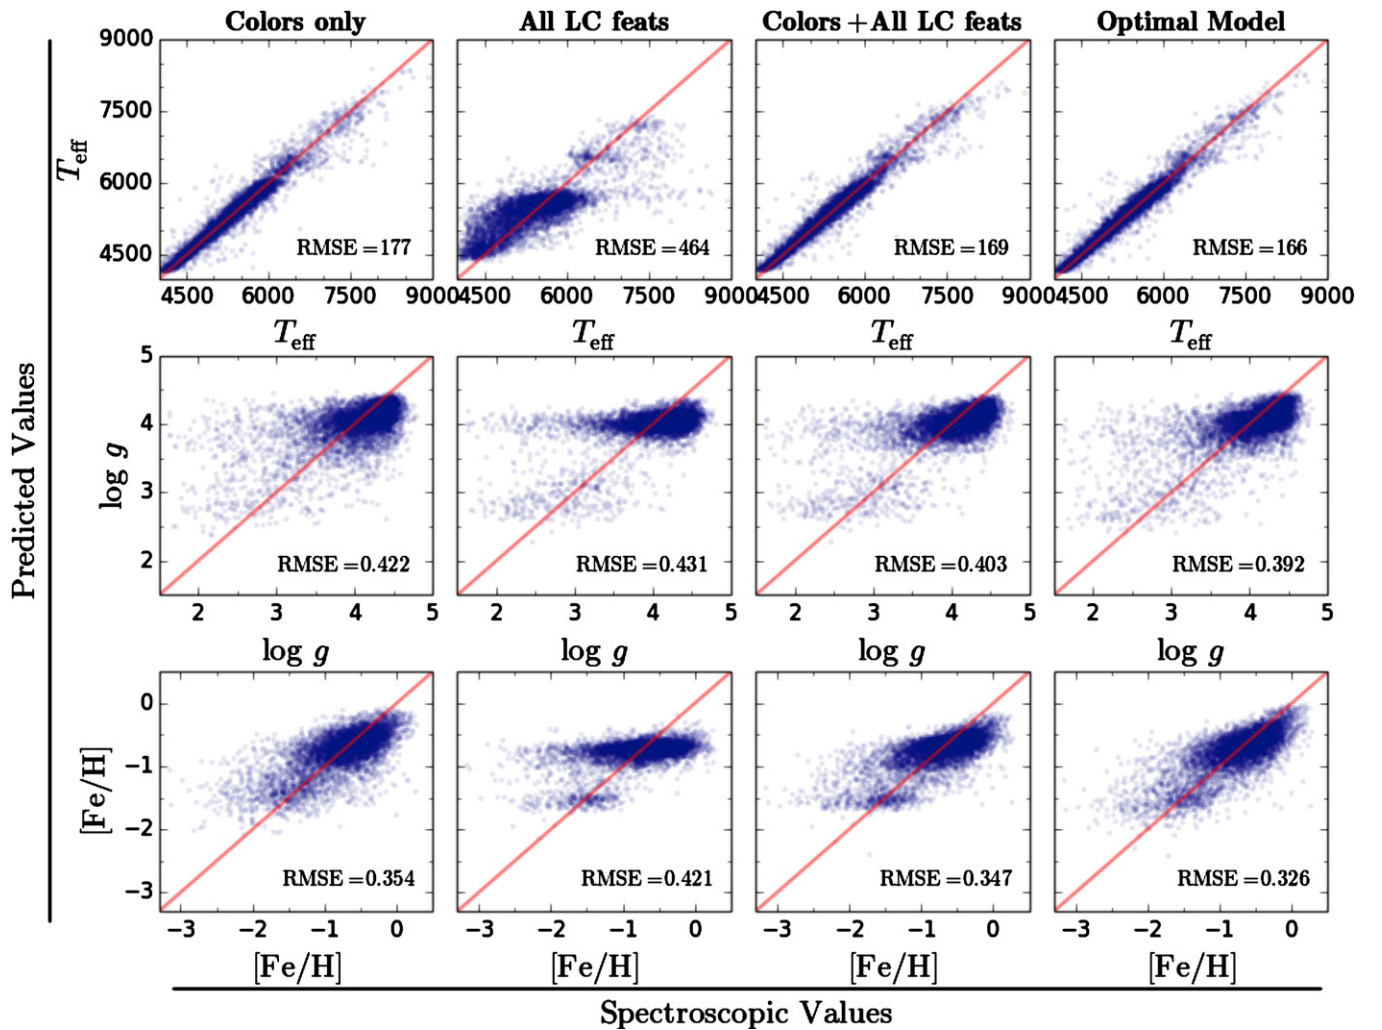 Colors only All LC feats Colors + All LC feats Optimal Model
9000
7500
6000
4500
T_eff
RMSE = 177 RMSE = 464 RMSE = 169 RMSE = 166
4500 6000 7500 9000 4500 6000 7500 9000 4500 6000 7500 9000 4500 6000 7500 9000
T_eff T_eff T_eff T_eff
5
4
3
2
log g
RMSE = 0.422 RMSE = 0.431 RMSE = 0.403 RMSE = 0.392
2 3 4 5 2 3 4 5 2 3 4 5 2 3 4 5
log g log g log g log g
0
−1
−2
−3
[Fe/H]
RMSE = 0.354 RMSE = 0.421 RMSE = 0.347 RMSE = 0.326
−3 −2 −1 0 −3 −2 −1 0 −3 −2 −1 0 −3 −2 −1 0
[Fe/H] [Fe/H] [Fe/H] [Fe/H]
Predicted Values
Spectroscopic Values